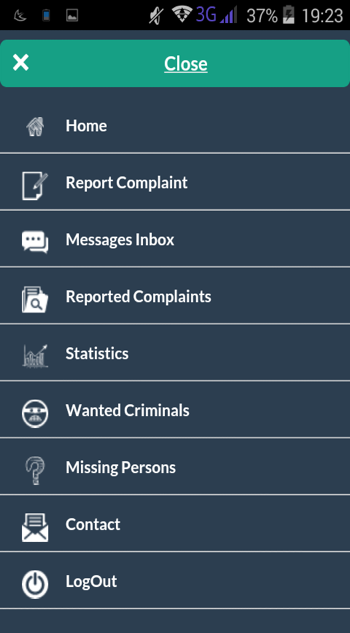 3G 37% 19:23
Close
Home
Report Complaint
Messages Inbox
Reported Complaints
Statistics
Wanted Criminals
Missing Persons
Contact
LogOut